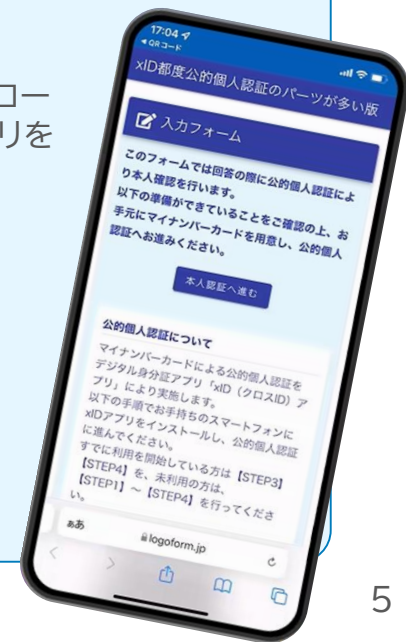 ロー
リを
17:04
◀ QRコード
xID都度公的個人認証のパーツが多い版
入力フォーム
このフォームでは回答の際に公的個人認証によ
り本人確認を行います。
以下の準備ができていることをご確認の上、お
手元にマイナンバーカードを用意し、公的個人
認証へお進みください。
本人認証へ進む
公的個人認証について
マイナンバーカードによる公的個人認証を
デジタル身分証アプリ「xID（クロスID）ア
プリ」により実施します。
以下の手順でお手持ちのスマートフォンに
xIDアプリをインストールし、公的個人認証
に進んでください。
すでに利用を開始している方は【STEP3】
【STEP4】を、未利用の方は、
【STEP1】～【STEP4】を行ってくださ
い。
ぁあ
logoform.jp
5